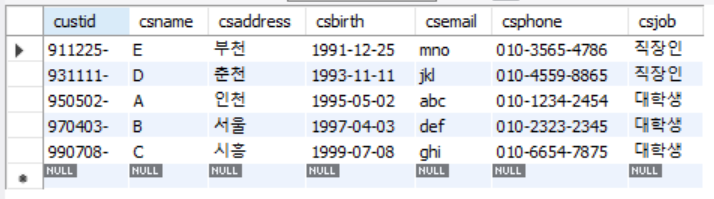 custid csname csaddress csbirth csemail csphone csjob
911225- E 부천 1991-12-25 mno 010-3565-4786 직장인
931111- D 춘천 1993-11-11 jkl 010-4559-8865 직장인
950502- A 인천 1995-05-02 abc 010-1234-2454 대학생
970403- B 서울 1997-04-03 def 010-2323-2345 대학생
990708- C 시흥 1999-07-08 ghi 010-6654-7875 대학생
NULL NULL NULL NULL NULL NULL NULL